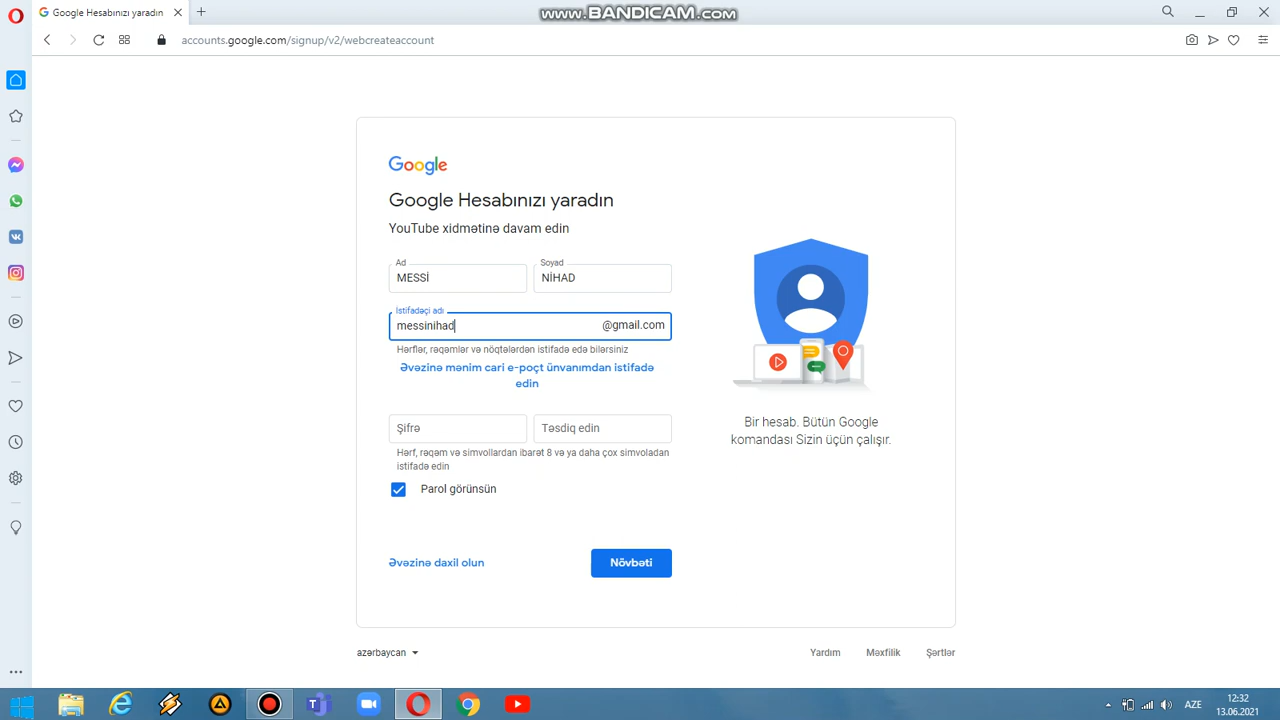 Google Hesabınızı yaradın
www.BANDICAM.com
accounts.google.com/signup/v2/webcreateaccount
Google
Google Hesabınızı yaradın
YouTube xidmətinə davam edin
Ad
Soyad
MESSİ
NİHAD
İstifadəçi adı
messinihad
@gmail.com
Hərflər, rəqəmlər və nöqtələrdən istifadə edə bilərsiniz
Əvəzinə mənim cari e-poçt ünvanımdan istifadə
edin
Şifrə
Təsdiq edin
Hərf, rəqəm və simvollardan ibarət 8 və ya daha çox simvoladan
istifadə edin
Parol görünsün
Əvəzinə daxil olun
Növbəti
Bir hesab. Bütün Google
komandası Sizin üçün çalışır.
azərbaycan
Yardım
Məxfilik
Şərtlər
AZE
12:32
13.06.2021